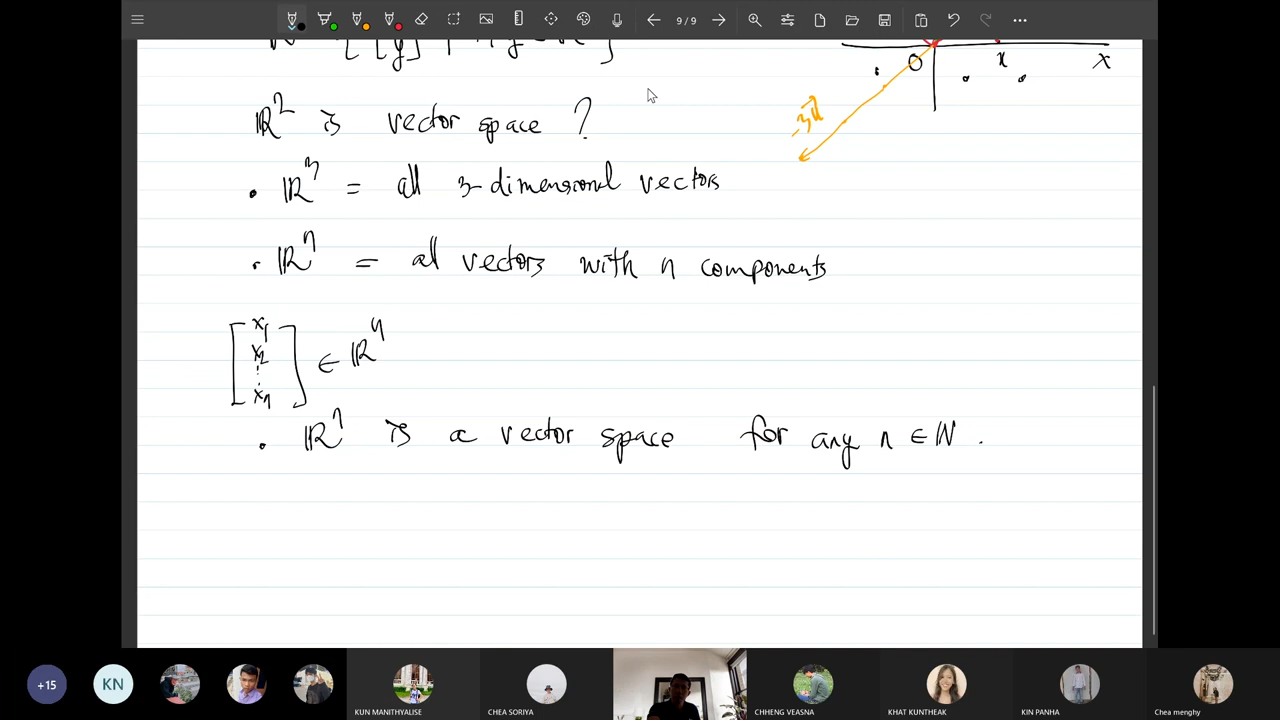 9/9
0 x X
-3u⃗
ℝ² is vector space ?
• ℝ³ = all 3-dimensional vectors
• ℝⁿ = all vectors with n components
[x₁ x₂ ⋮ xₙ] ∈ ℝⁿ
• ℝⁿ is a vector space for any n ∈ ℕ .
+15 KN
KUN MANITHYALISE CHEA SORIYA CHHENG VEASNA KHAT KUNTHEAK KIN PANHA Chea menghy